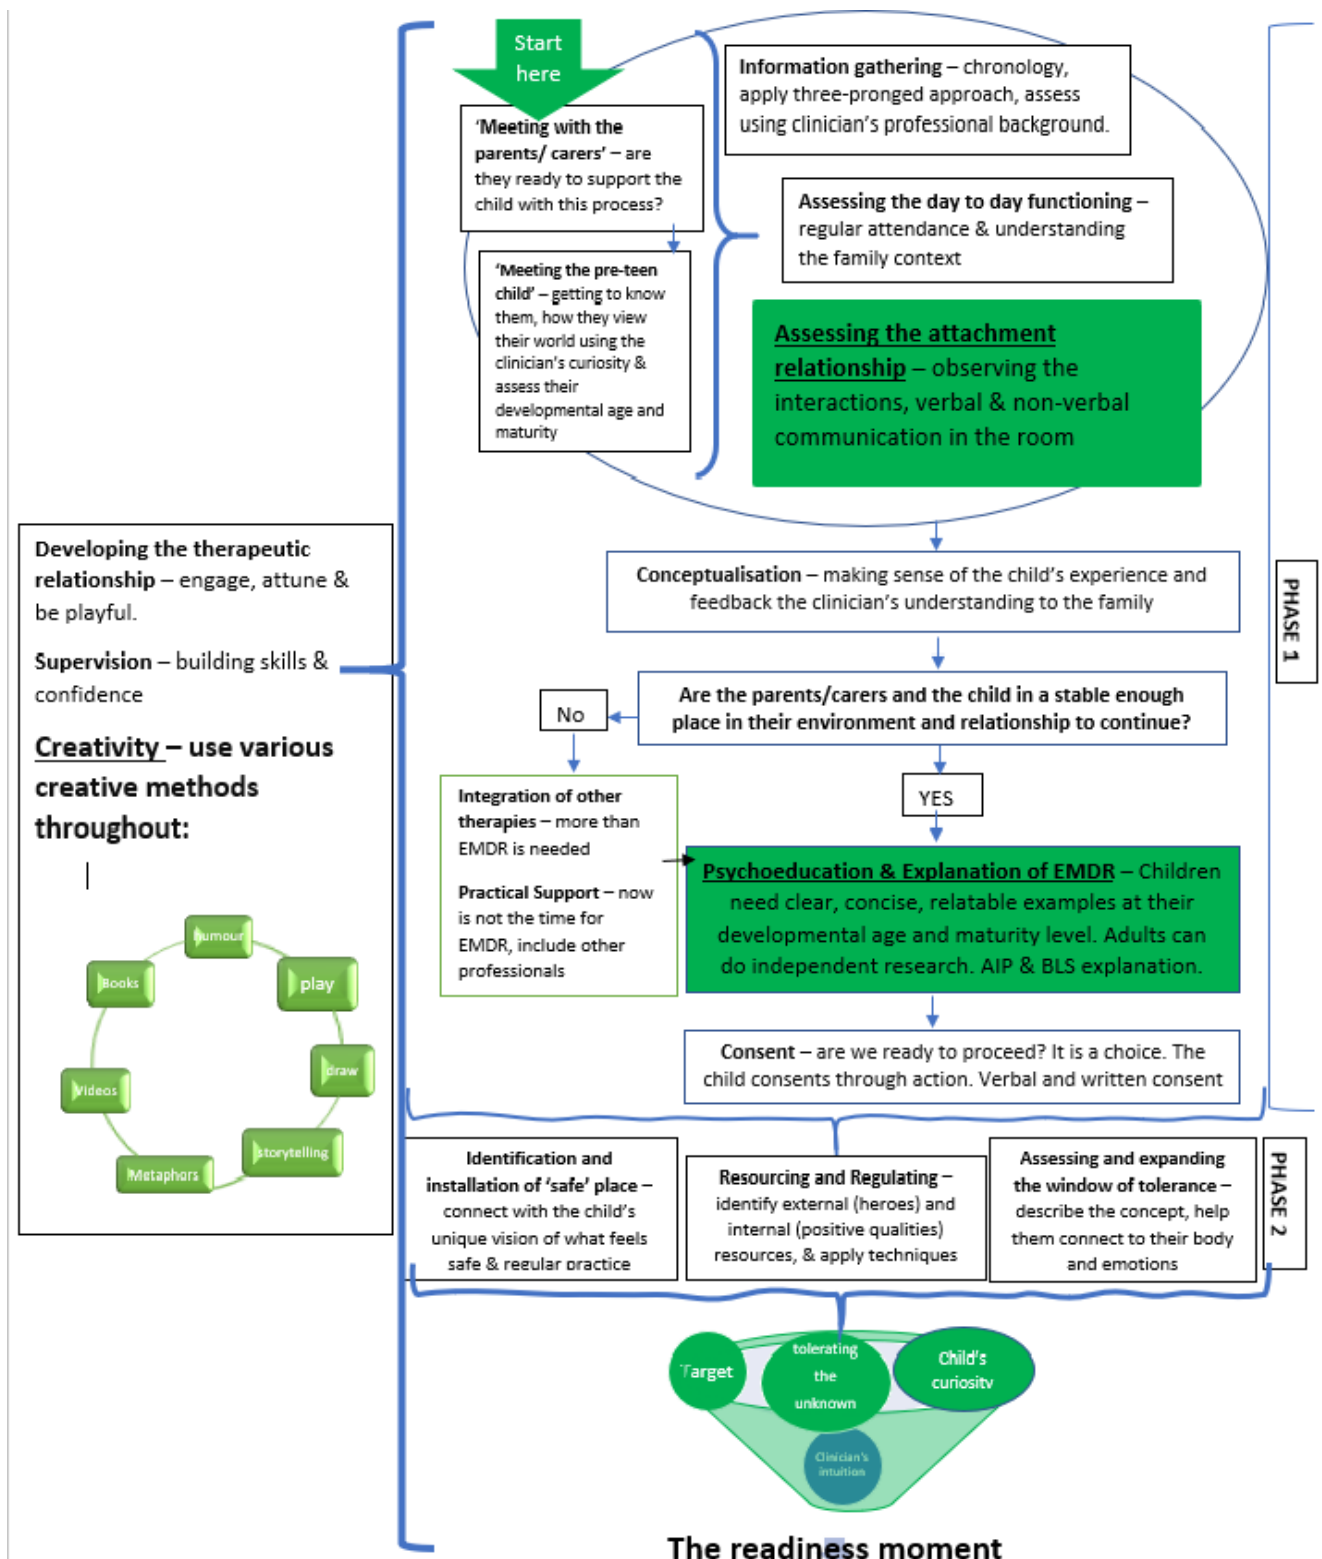 Start
here
'Meeting with the
parents/ carers' – are
they ready to support the
child with this process?
'Meeting the pre-teen
child' – getting to know
them, how they view
their world using the
clinician's curiosity &
assess their
developmental age and
maturity
Information gathering – chronology,
apply three-pronged approach, assess
using clinician's professional background.
Assessing the day to day functioning –
regular attendance & understanding
the family context
Assessing the attachment
relationship – observing the
interactions, verbal & non-verbal
communication in the room
Developing the therapeutic
relationship – engage, attune &
be playful.
Supervision – building skills &
confidence
Creativity – use various
creative methods
throughout:
humour
play
draw
storytelling
Metaphors
Videos
Books
Conceptualisation – making sense of the child's experience and
feedback the clinician's understanding to the family
Are the parents/carers and the child in a stable enough
place in their environment and relationship to continue?
No
YES
Integration of other
therapies – more than
EMDR is needed
Practical Support – now
is not the time for
EMDR, include other
professionals
Psychoeducation & Explanation of EMDR – Children
need clear, concise, relatable examples at their
developmental age and maturity level. Adults can
do independent research. AIP & BLS explanation.
Consent – are we ready to proceed? It is a choice. The
child consents through action. Verbal and written consent
PHASE 1
Identification and
installation of 'safe' place –
connect with the child's
unique vision of what feels
safe & regular practice
Resourcing and Regulating –
identify external (heroes) and
internal (positive qualities)
resources, & apply techniques
Assessing and expanding
the window of tolerance –
describe the concept, help
them connect to their body
and emotions
PHASE 2
Target
tolerating
the
unknown
Child's
curiosity
Clinician's
intuition
The readiness moment